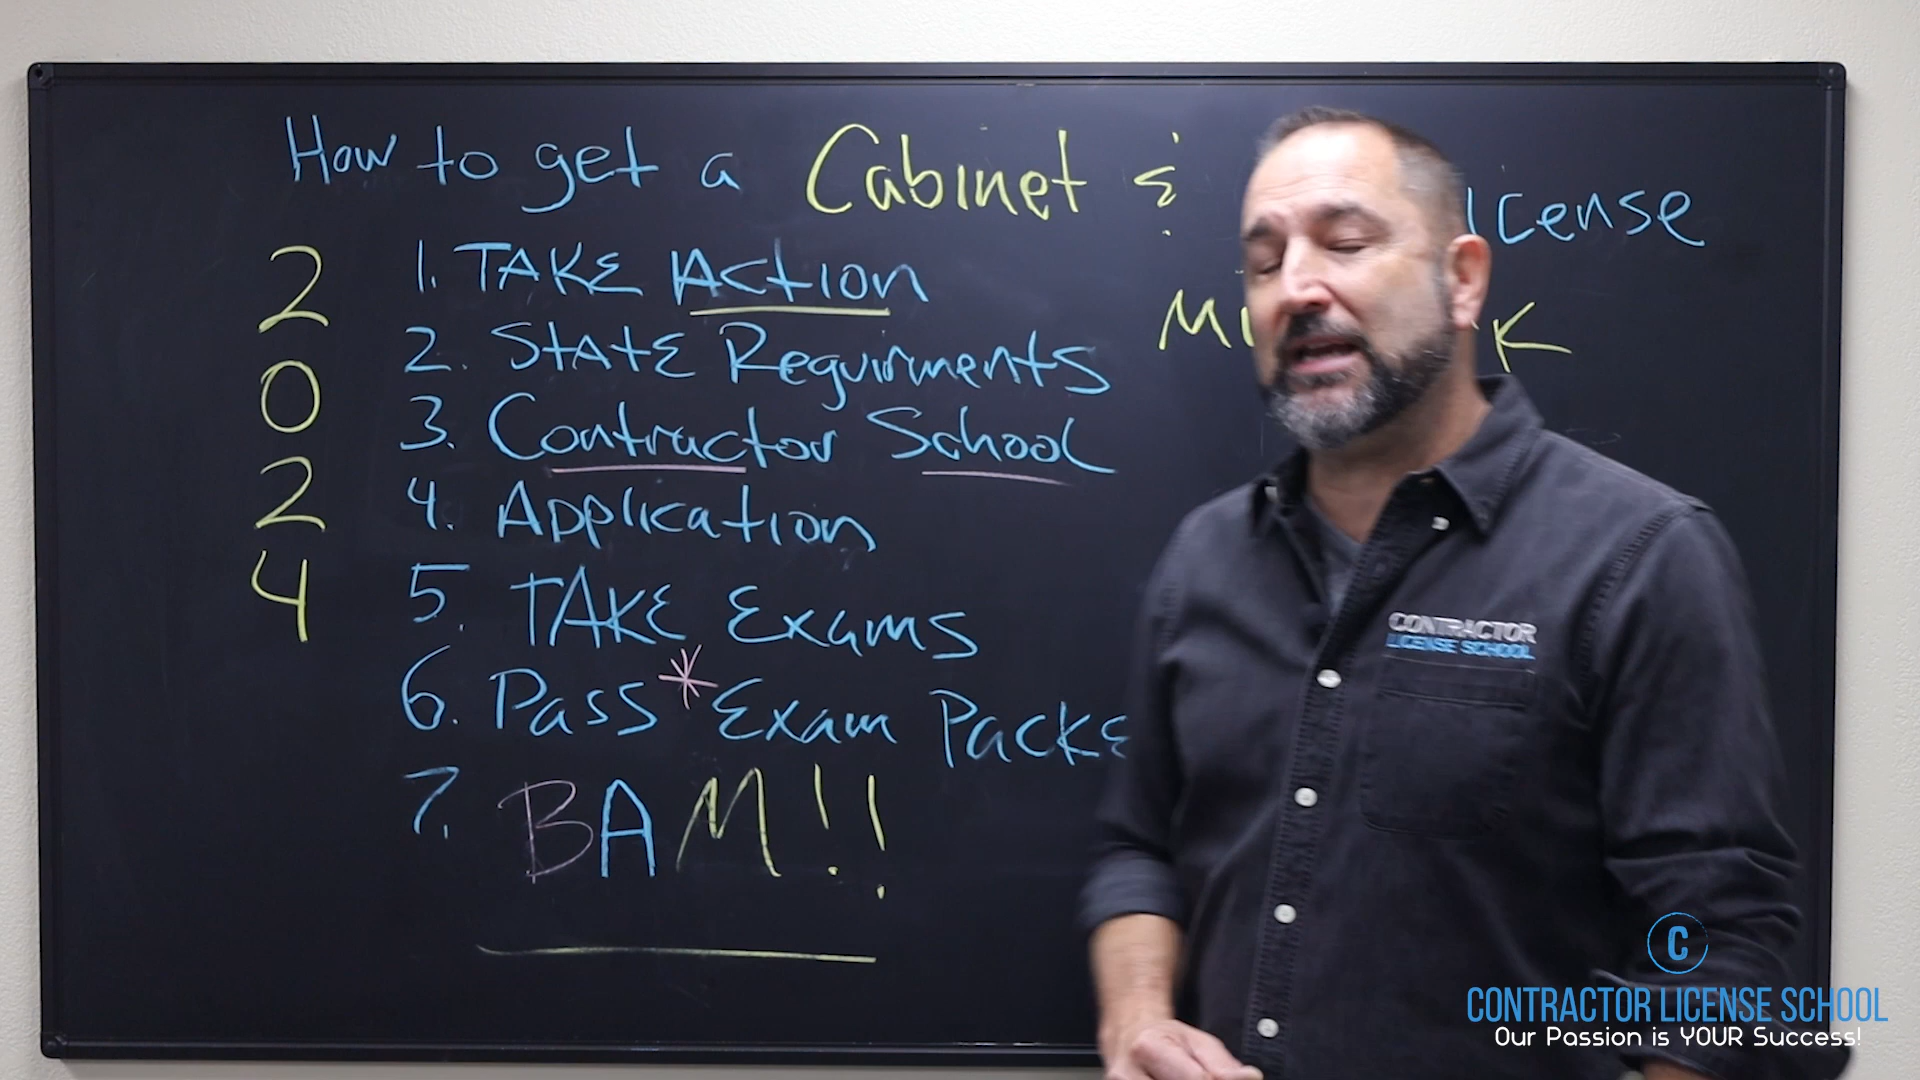 How to get a Cabinet & License
2 1. TAKE Action
M K
2. STATE Requirments
0 3. Contractor School
2 4. Application
4 5. TAKE Exams
6. Pass * Exam Packe
7. BAM!!
CONTRACTOR
LICENSE SCHOOL
C
CONTRACTOR LICENSE SCHOOL
Our Passion is YOUR Success!